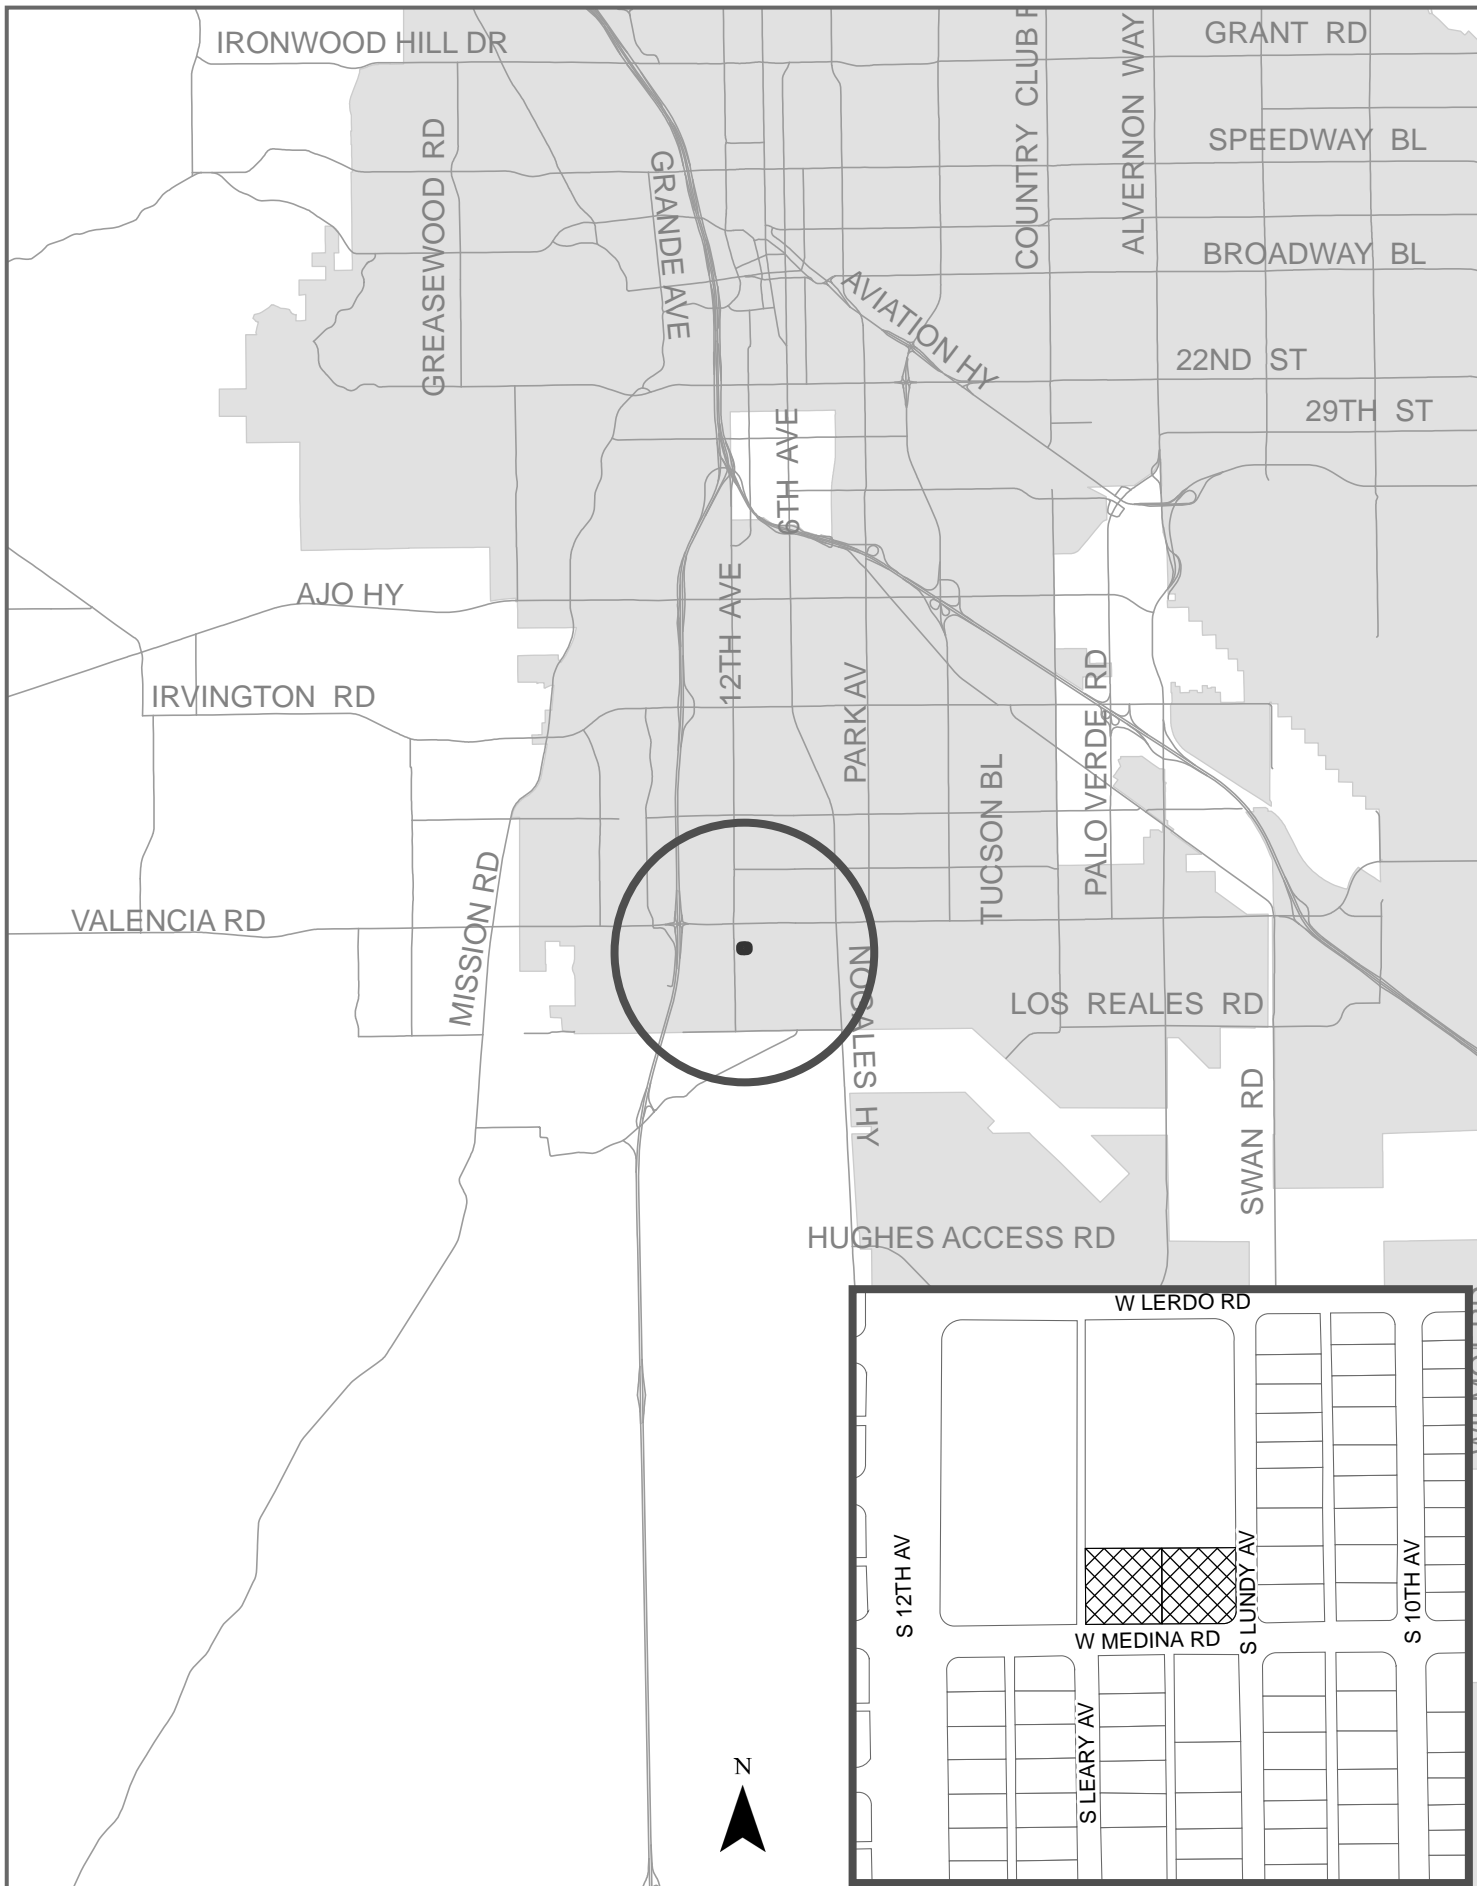 IRONWOOD HILL DR
GRANT RD
COUNTRY CLUB
ALVERNON WAY
SPEEDWAY BL
GREASEWOOD RD
GRANDE AVE
BROADWAY BL
AVIATION HY
22ND ST
29TH ST
6TH AVE
AJO HY
12TH AVE
IRVINGTON RD
PARK AV
PALO VERDE RD
TUCSON BL
MISSION RD
VALENCIA RD
NOGALES HY
LOS REALES RD
SWAN RD
HUGHES ACCESS RD
W LERDO RD
S 12TH AV
S LUNDY AV
S 10TH AV
W MEDINA RD
S LEARY AV
N